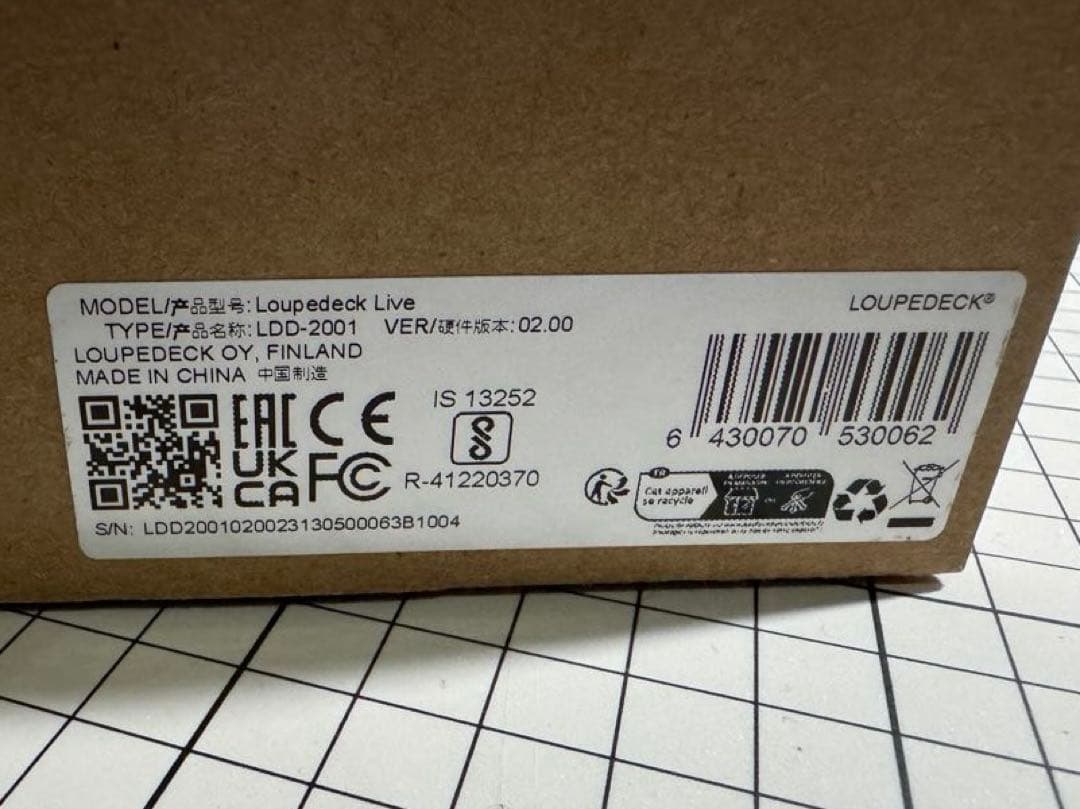 MODEL/产品型号: Loupedeck Live
TYPE/产品名称: LDD-2001 VER/硬件版本: 02.00
LOUPEDECK OY, FINLAND
MADE IN CHINA 中国制造
EAC CE
UK CA FC
IS 13252
R-41220370
S/N: LDD2001020023130500063B1004
LOUPEDECK®
6 430070 530062
FR
Cet appareil
se recycle